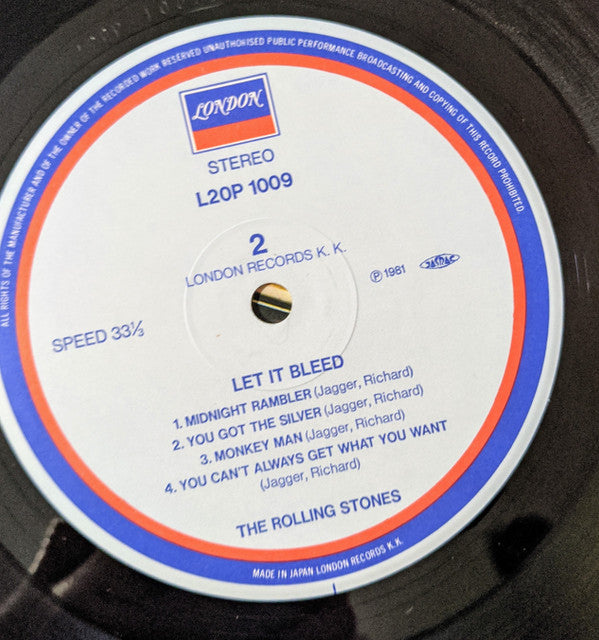 ALL RIGHTS OF THE MANUFACTURER AND OF THE OWNER OF THE RECORDED WORK RESERVED UNAUTHORISED PUBLIC PERFORMANCE BROADCASTING AND COPYING OF THIS RECORD PROHIBITED
LONDON
STEREO
L20P 1009
2
LONDON RECORDS K. K.
℗ 1981
JASRAC
SPEED 33⅓
LET IT BLEED
1. MIDNIGHT RAMBLER (Jagger, Richard)
2. YOU GOT THE SILVER (Jagger, Richard)
3. MONKEY MAN (Jagger, Richard)
4. YOU CAN'T ALWAYS GET WHAT YOU WANT
(Jagger, Richard)
THE ROLLING STONES
MADE IN JAPAN LONDON RECORDS K.K.